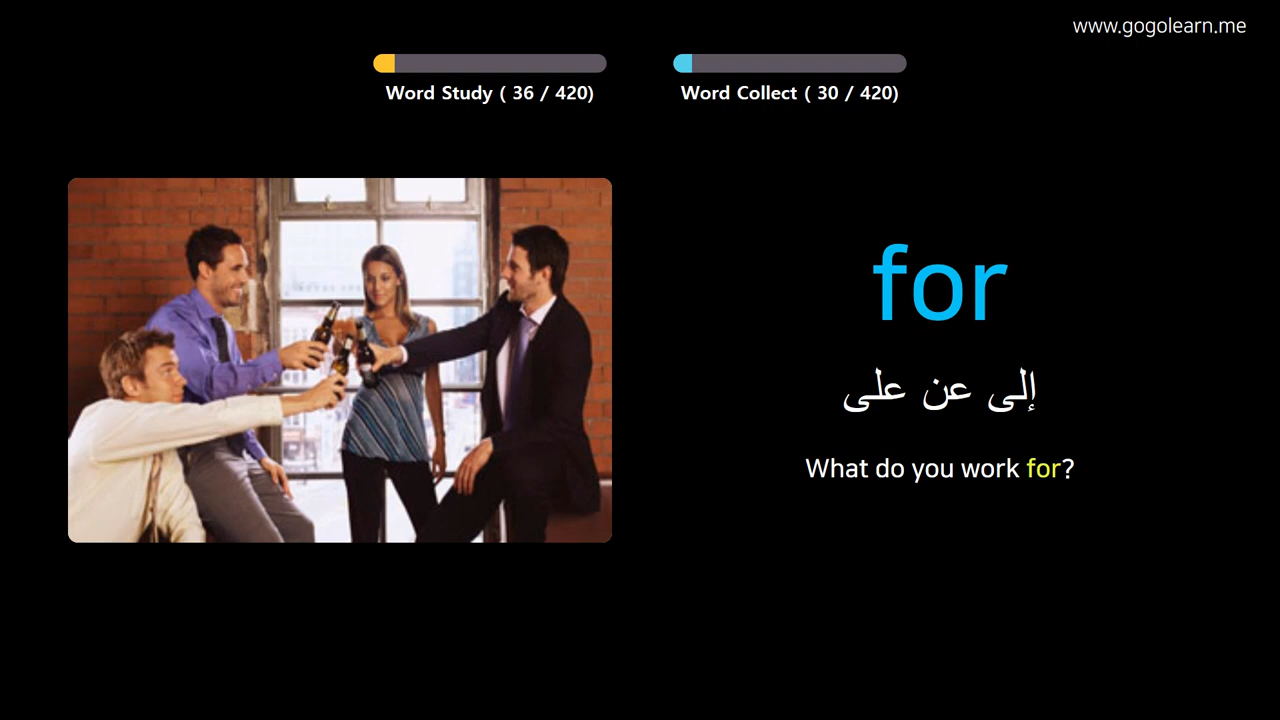 www.gogolearn.me
Word Study ( 36 / 420)
Word Collect ( 30 / 420)
for
إلى عن على
What do you work for?